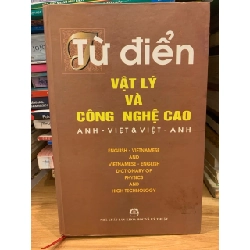 Từ điển
VẬT LÝ
VÀ
CÔNG NGHỆ CAO
ANH - VIỆT & VIỆT - ANH
ENGLISH - VIETNAMESE
AND
VIETNAMESE - ENGLISH
DICTIONARY OF
PHYSICS
AND
HIGH TECHNOLOGY